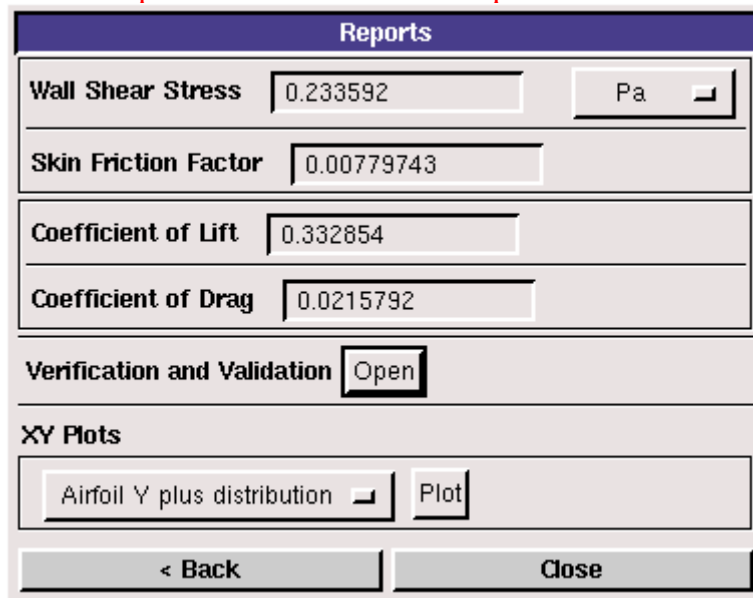 Reports
Wall Shear Stress 0.233592 Pa
Skin Friction Factor 0.00779743
Coefficient of Lift 0.332854
Coefficient of Drag 0.0215792
Verification and Validation Open
XY Plots
Airfoil Y plus distribution Plot
< Back Close